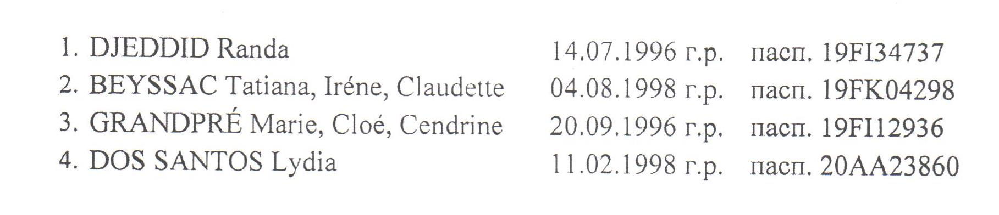 1. DJEDDID Randa 14.07.1996 г.р. пасп. 19FI34737
2. BEYSSAC Tatiana, Iréne, Claudette 04.08.1998 г.р. пасп. 19FK04298
3. GRANDPRÉ Marie, Cloé, Cendrine 20.09.1996 г.р. пасп. 19FI12936
4. DOS SANTOS Lydia 11.02.1998 г.р. пасп. 20AA23860